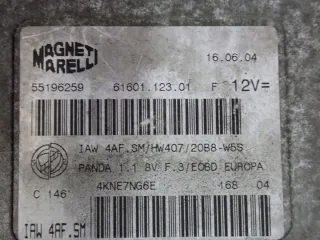 MAGNETI
MARELLI
16.06.04
55196259 61601.123.01 F 12V=
IAW 4AF.SM/HW407/20B8-W5S
PANDA 1.1 8V F.3/EOBD EUROPA
4KNE7NG6E
C 146 168 04
IAW 4AF.SM